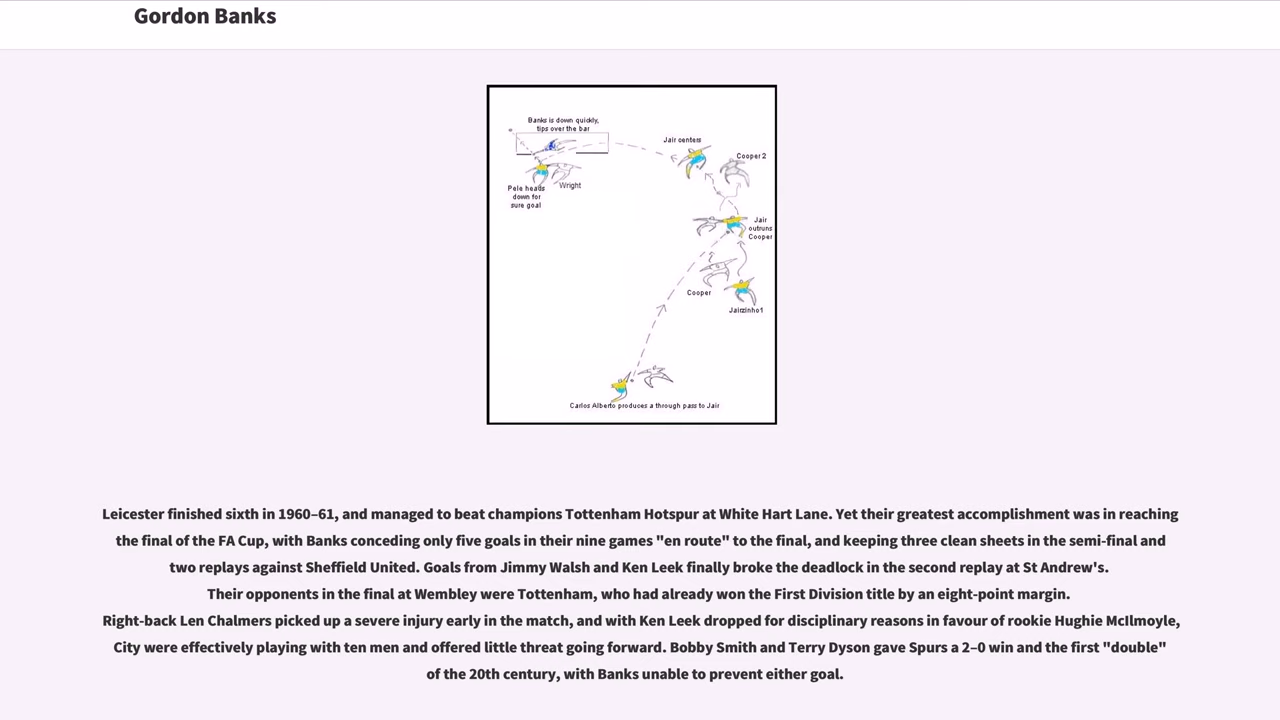 Gordon Banks
Banks is down quickly,
tips over the bar
Jair centers
Cooper 2
Pele heads
down for
sure goal
Wright
Jair
outruns
Cooper
Cooper
Jairzinho1
Carlos Alberto produces a through pass to Jair
Leicester finished sixth in 1960–61, and managed to beat champions Tottenham Hotspur at White Hart Lane. Yet their greatest accomplishment was in reaching
the final of the FA Cup, with Banks conceding only five goals in their nine games "en route" to the final, and keeping three clean sheets in the semi-final and
two replays against Sheffield United. Goals from Jimmy Walsh and Ken Leek finally broke the deadlock in the second replay at St Andrew's.
Their opponents in the final at Wembley were Tottenham, who had already won the First Division title by an eight-point margin.
Right-back Len Chalmers picked up a severe injury early in the match, and with Ken Leek dropped for disciplinary reasons in favour of rookie Hughie McIlmoyle,
City were effectively playing with ten men and offered little threat going forward. Bobby Smith and Terry Dyson gave Spurs a 2–0 win and the first "double"
of the 20th century, with Banks unable to prevent either goal.